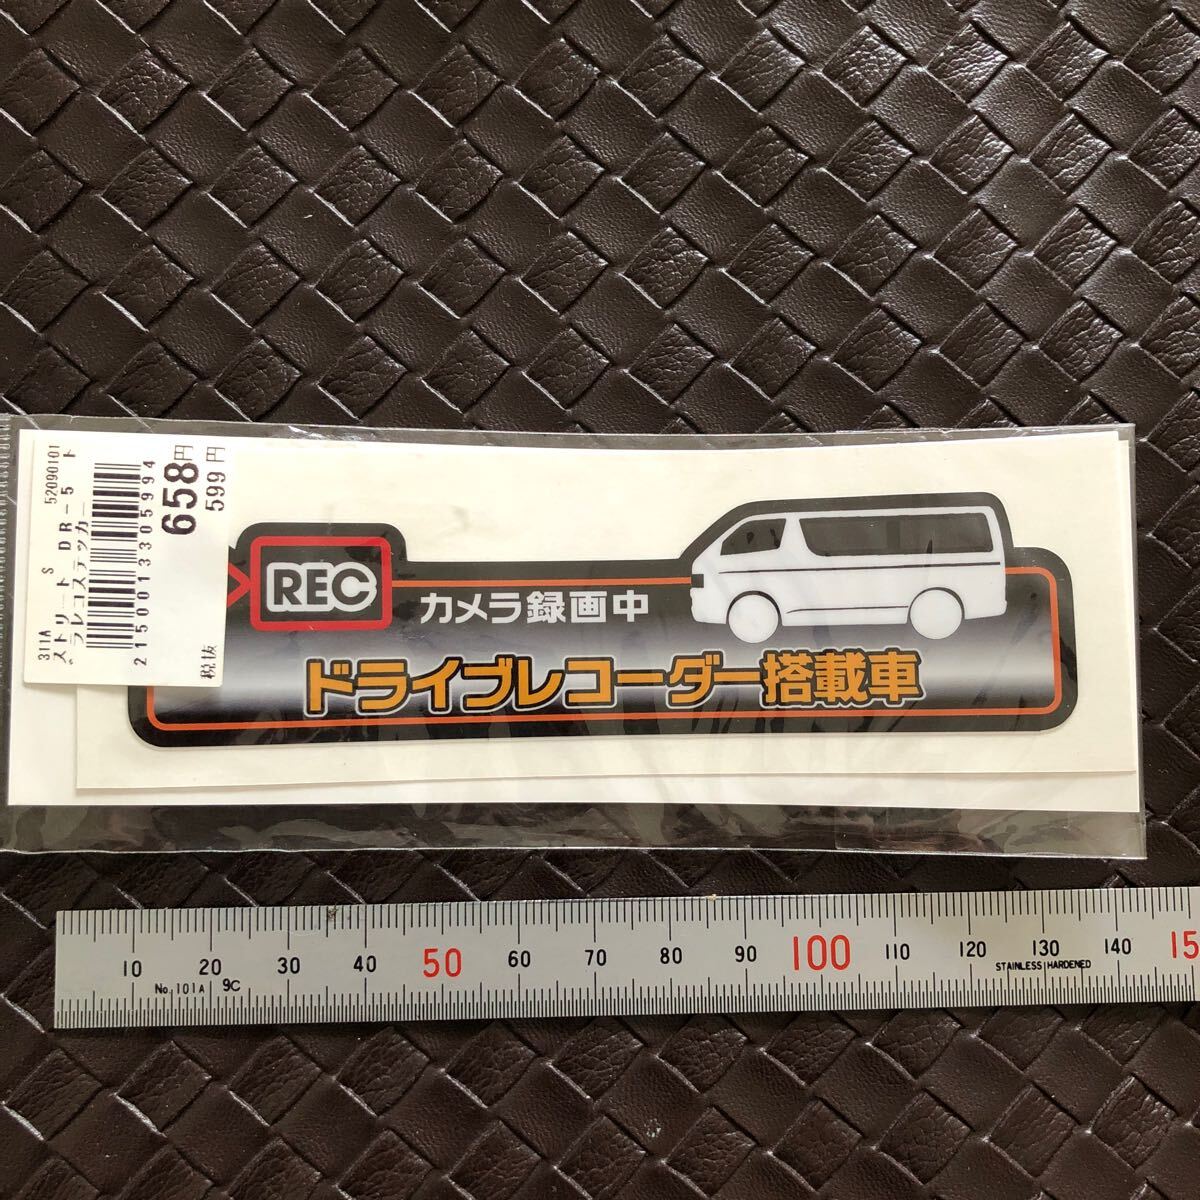 311A 52090101
ストリート S DR-5 ト
゛ラレコステッカー
2150013305994
658円
税抜 599円
REC
カメラ録画中
ドライブレコーダー搭載車
10 20 30 40 50 60 70 80 90 100 110 120 130 140 15
No.101A 9C STAINLESS HARDENED